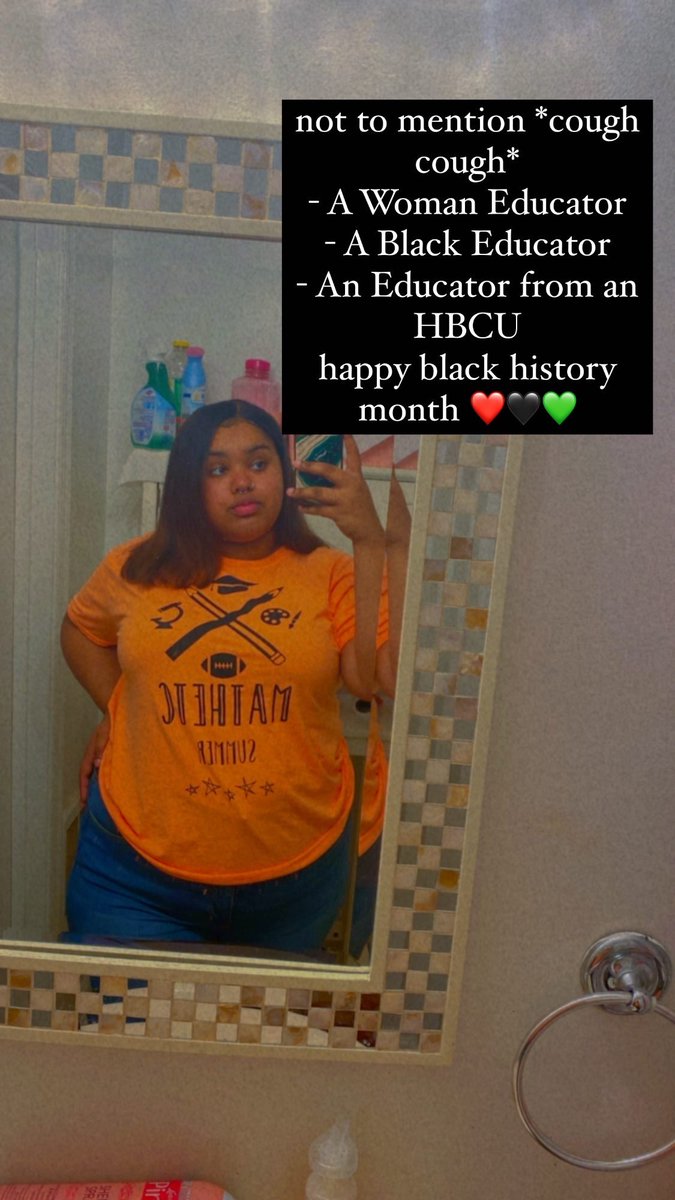 not to mention *cough
cough*
- A Woman Educator
- A Black Educator
- An Educator from an
HBCU
happy black history
month ❤️🖤💚
SUMMER